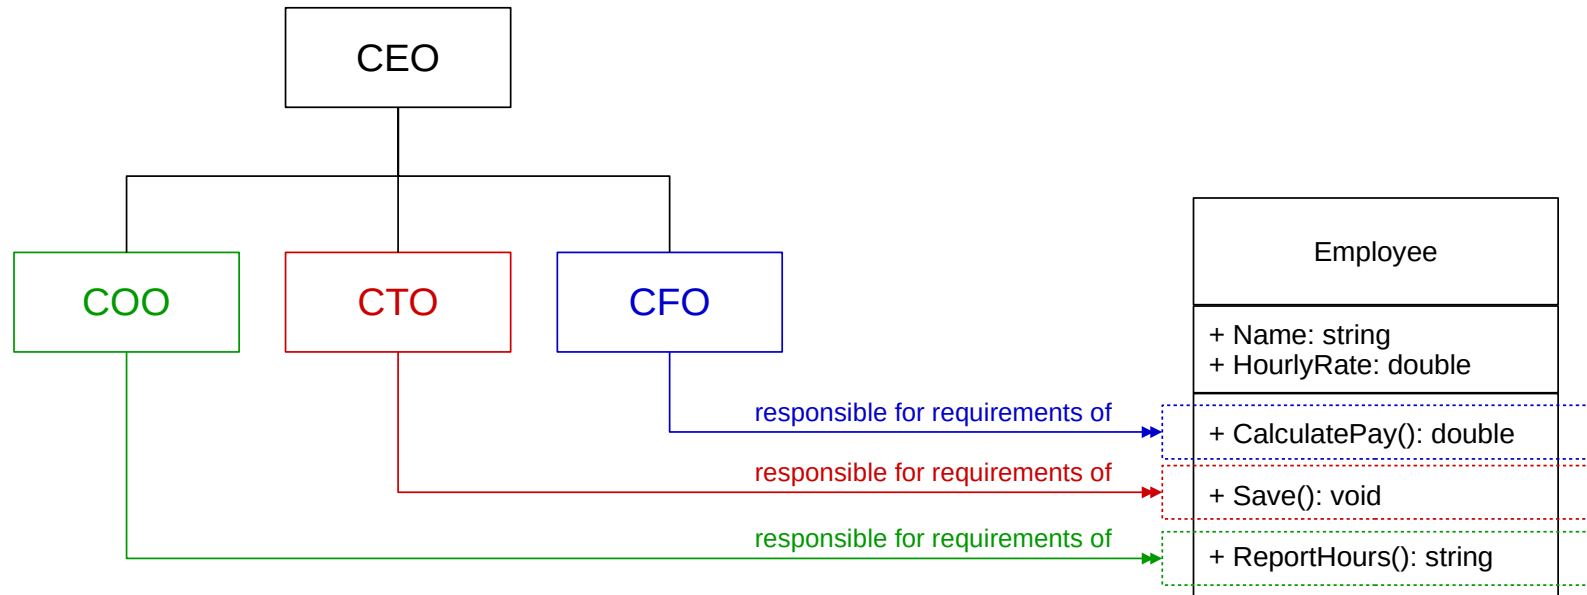 CEO
COO
CTO
CFO
Employee
+ Name: string
+ HourlyRate: double
responsible for requirements of
+ CalculatePay(): double
responsible for requirements of
+ Save(): void
responsible for requirements of
+ ReportHours(): string